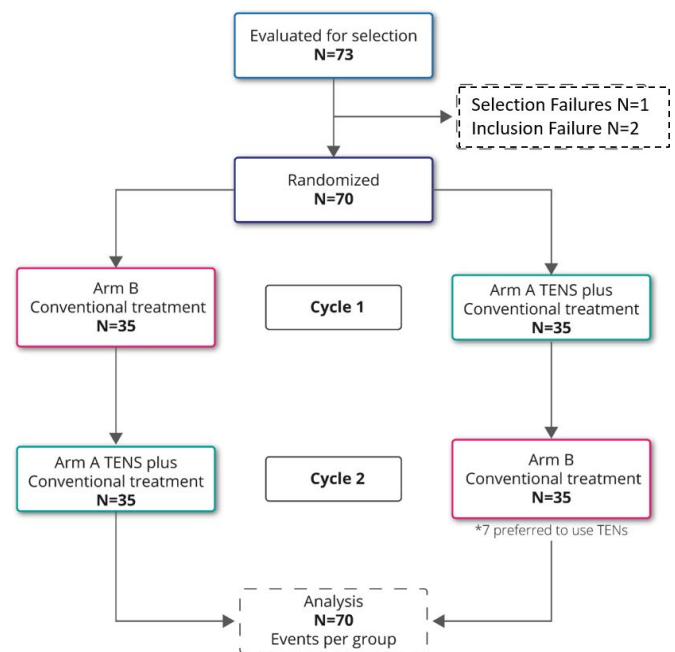 Evaluated for selection
N=73
Selection Failures N=1
Inclusion Failure N=2
Randomized
N=70
Arm B
Conventional treatment
N=35
Cycle 1
Arm A TENS plus
Conventional treatment
N=35
Arm A TENS plus
Conventional treatment
N=35
Cycle 2
Arm B
Conventional treatment
N=35
*7 preferred to use TENs
Analysis
N=70
Events per group